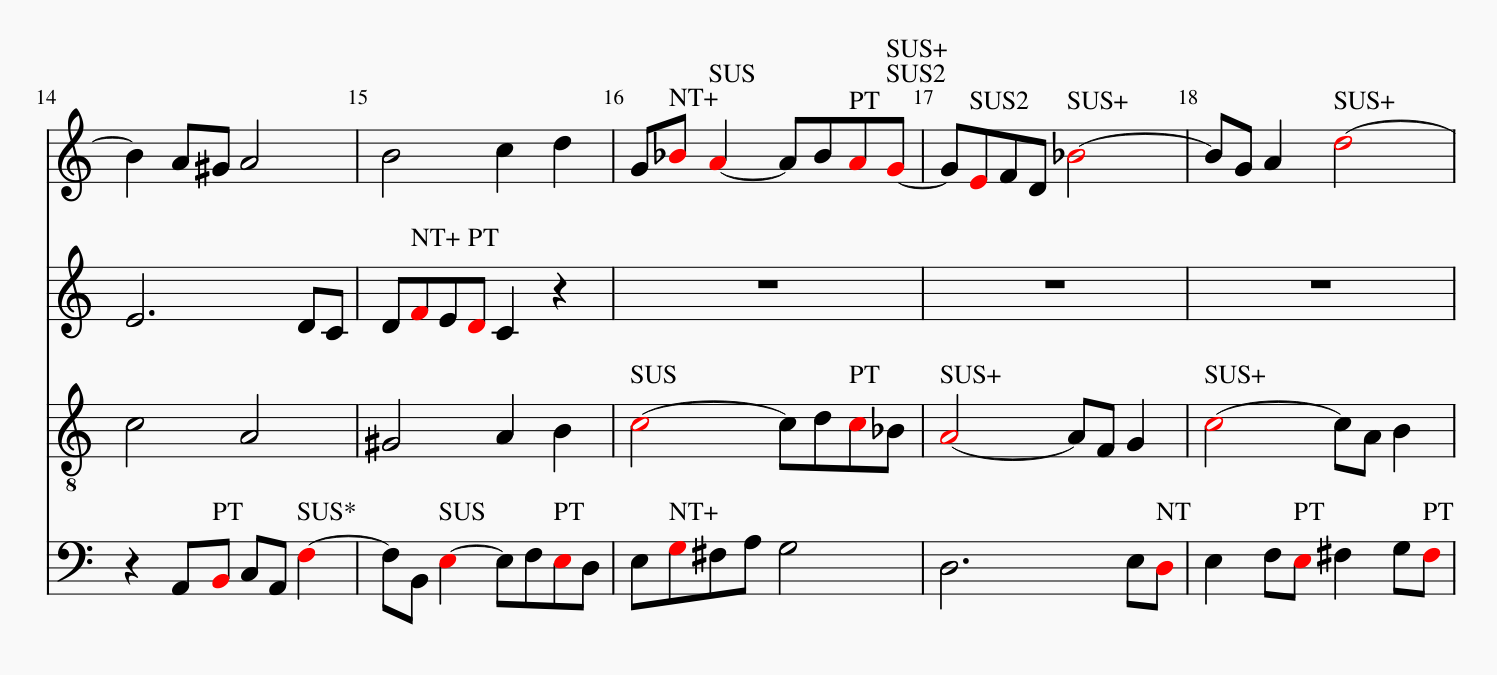 SUS+
SUS SUS2
14 15 16 NT+ PT 17 SUS2 SUS+ 18 SUS+
NT+ PT
SUS PT SUS+ SUS+
8
PT SUS* SUS PT NT+ NT PT PT